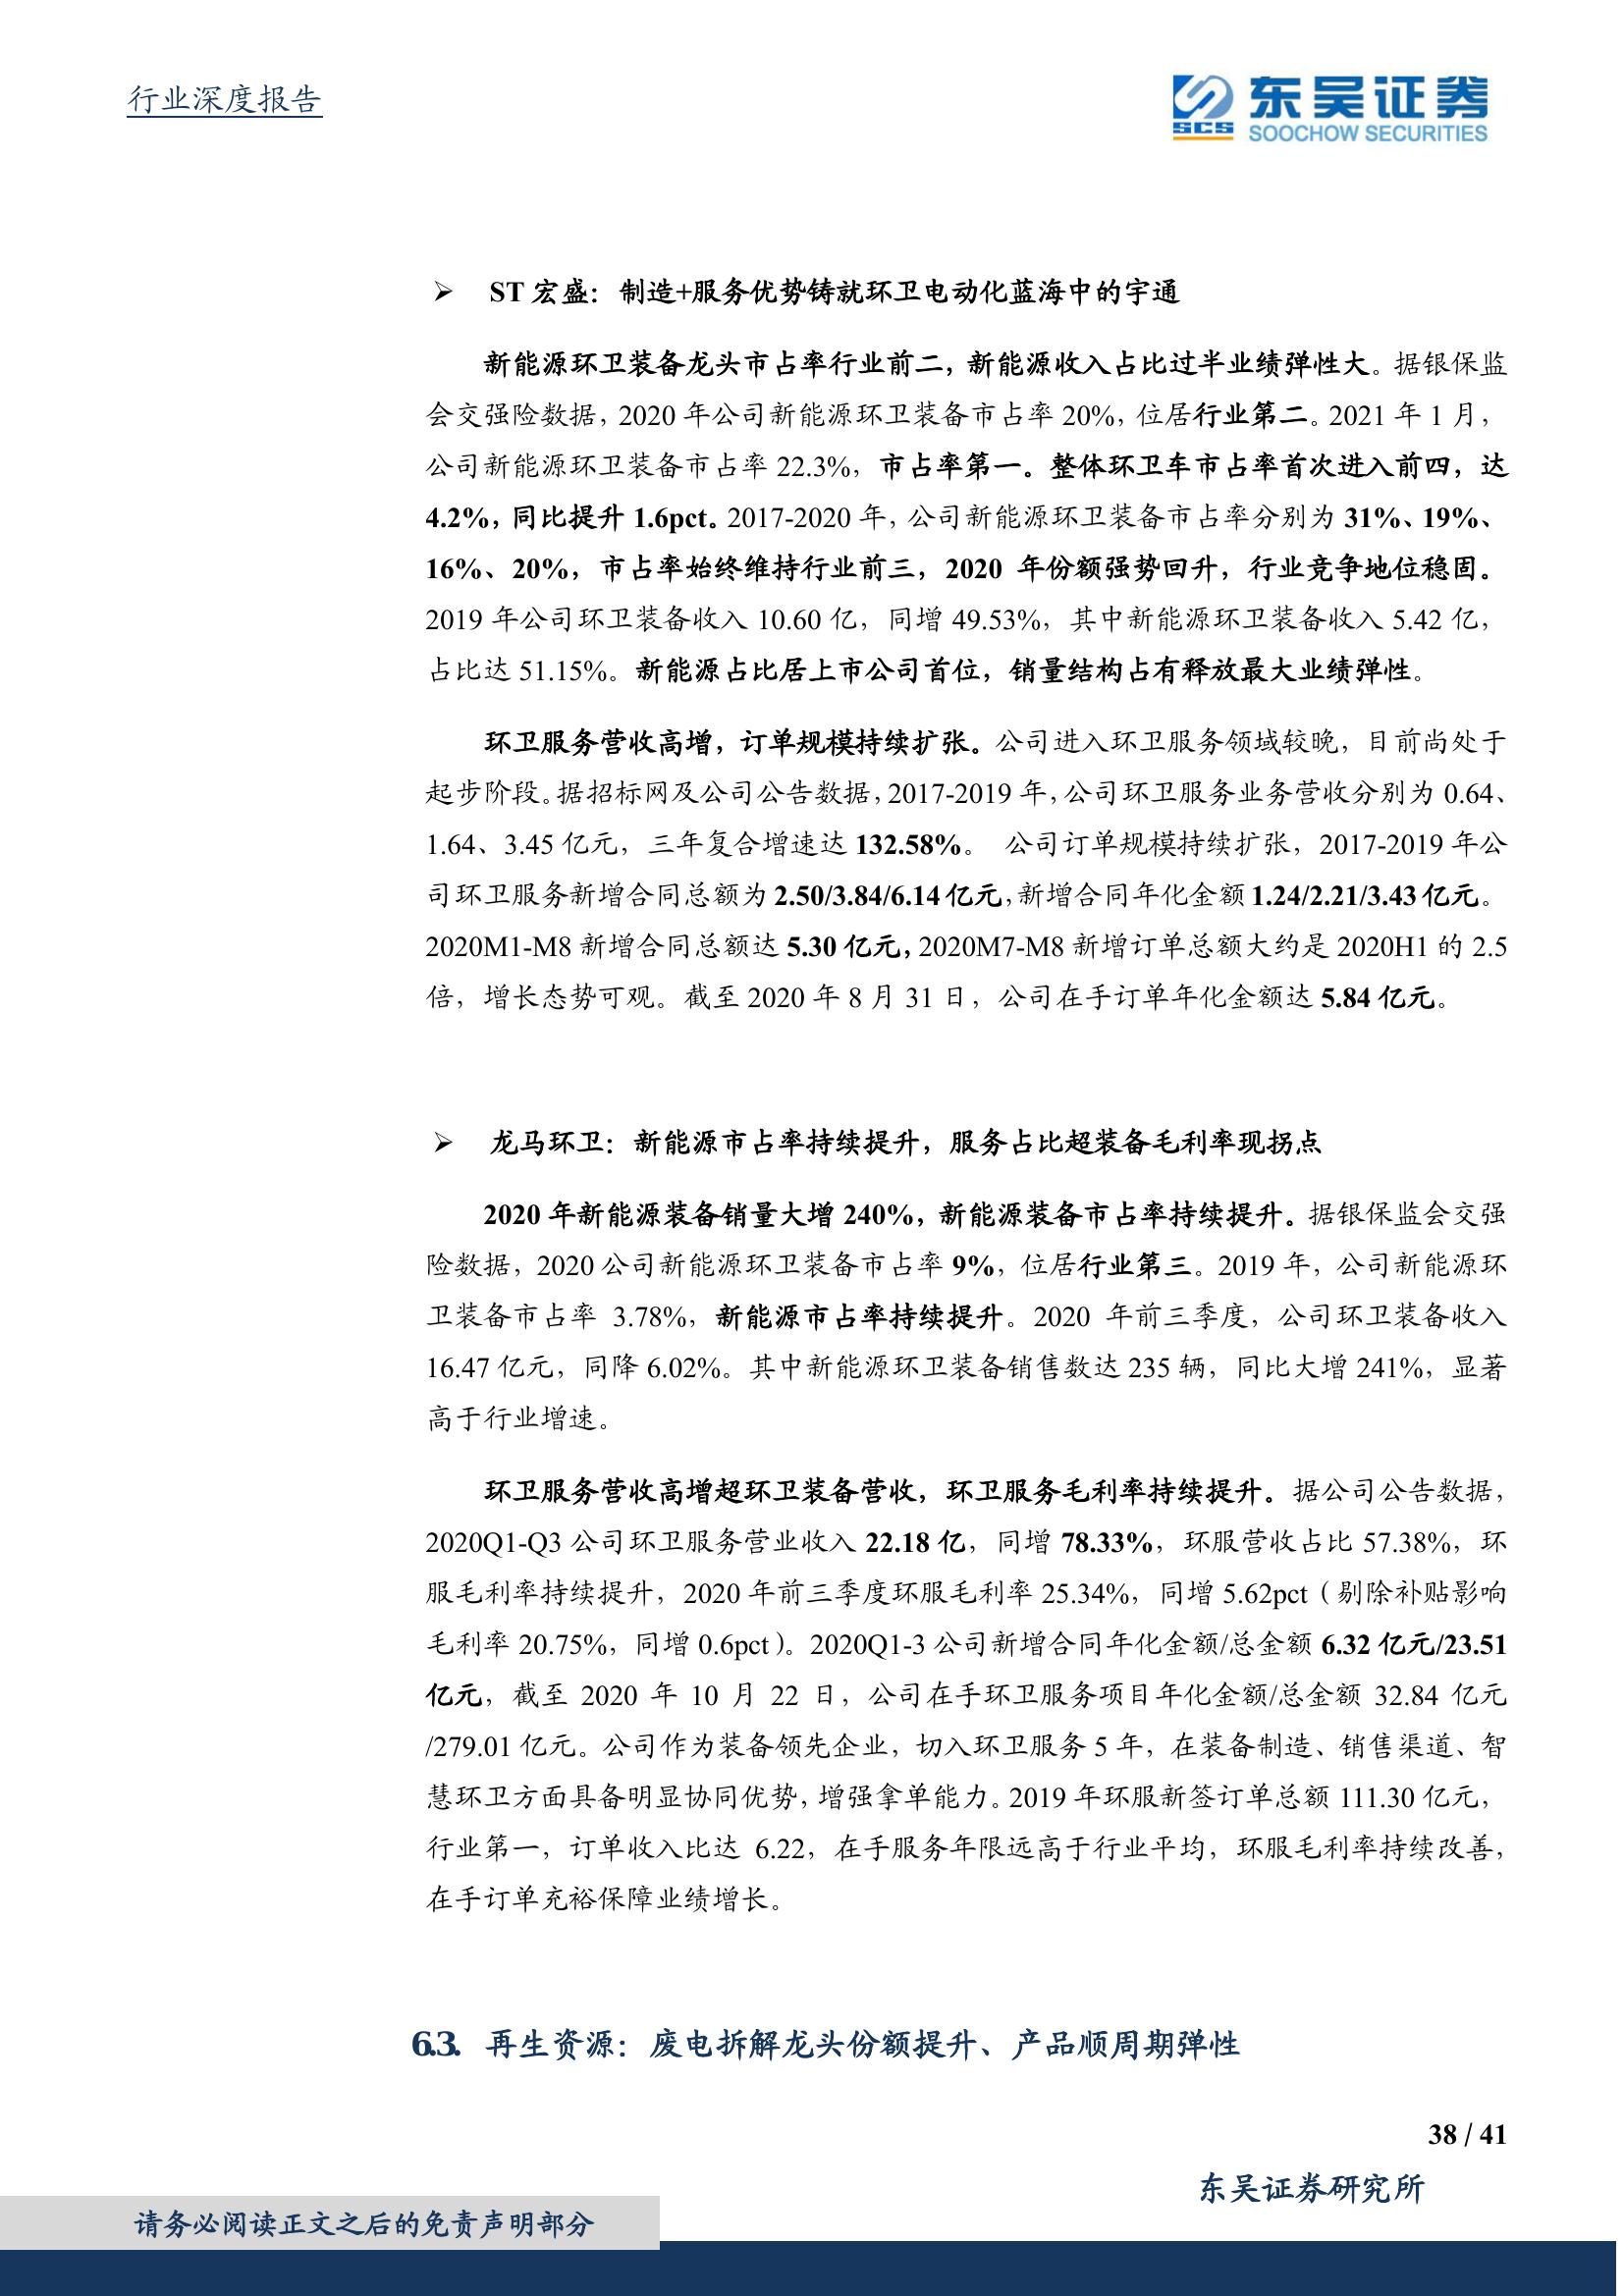 行业深度报告
东吴证券
SCS
SOOCHOW SECURITIES
➢ ST 宏盛：制造+服务优势铸就环卫电动化蓝海中的宇通
新能源环卫装备龙头市占率行业前二，新能源收入占比过半业绩弹性大。据银保监
会交强险数据，2020 年公司新能源环卫装备市占率 20%，位居行业第二。2021 年 1 月，
公司新能源环卫装备市占率 22.3%，市占率第一。整体环卫车市占率首次进入前四，达
4.2%，同比提升 1.6pct。2017-2020 年，公司新能源环卫装备市占率分别为 31%、19%、
16%、20%，市占率始终维持行业前三，2020 年份额强势回升，行业竞争地位稳固。
2019 年公司环卫装备收入 10.60 亿，同增 49.53%，其中新能源环卫装备收入 5.42 亿，
占比达 51.15%。新能源占比居上市公司首位，销量结构占有释放最大业绩弹性。
环卫服务营收高增，订单规模持续扩张。公司进入环卫服务领域较晚，目前尚处于
起步阶段。据招标网及公司公告数据，2017-2019 年，公司环卫服务业务营收分别为 0.64、
1.64、3.45 亿元，三年复合增速达 132.58%。 公司订单规模持续扩张，2017-2019 年公
司环卫服务新增合同总额为 2.50/3.84/6.14 亿元，新增合同年化金额 1.24/2.21/3.43 亿元。
2020M1-M8 新增合同总额达 5.30 亿元，2020M7-M8 新增订单总额大约是 2020H1 的 2.5
倍，增长态势可观。截至 2020 年 8 月 31 日，公司在手订单年化金额达 5.84 亿元。
➢ 龙马环卫：新能源市占率持续提升，服务占比超装备毛利率现拐点
2020 年新能源装备销量大增 240%，新能源装备市占率持续提升。据银保监会交强
险数据，2020 公司新能源环卫装备市占率 9%，位居行业第三。2019 年，公司新能源环
卫装备市占率 3.78%，新能源市占率持续提升。2020 年前三季度，公司环卫装备收入
16.47 亿元，同降 6.02%。其中新能源环卫装备销售数达 235 辆，同比大增 241%，显著
高于行业增速。
环卫服务营收高增超环卫装备营收，环卫服务毛利率持续提升。据公司公告数据，
2020Q1-Q3 公司环卫服务营业收入 22.18 亿，同增 78.33%，环服营收占比 57.38%，环
服毛利率持续提升，2020 年前三季度环服毛利率 25.34%，同增 5.62pct（剔除补贴影响
毛利率 20.75%，同增 0.6pct）。2020Q1-3 公司新增合同年化金额/总金额 6.32 亿元/23.51
亿元，截至 2020 年 10 月 22 日，公司在手环卫服务项目年化金额/总金额 32.84 亿元
/279.01 亿元。公司作为装备领先企业，切入环卫服务 5 年，在装备制造、销售渠道、智
慧环卫方面具备明显协同优势，增强拿单能力。2019 年环服新签订单总额 111.30 亿元，
行业第一，订单收入比达 6.22，在手服务年限远高于行业平均，环服毛利率持续改善，
在手订单充裕保障业绩增长。
6.3. 再生资源：废电拆解龙头份额提升、产品顺周期弹性
38 / 41
东吴证券研究所
请务必阅读正文之后的免责声明部分